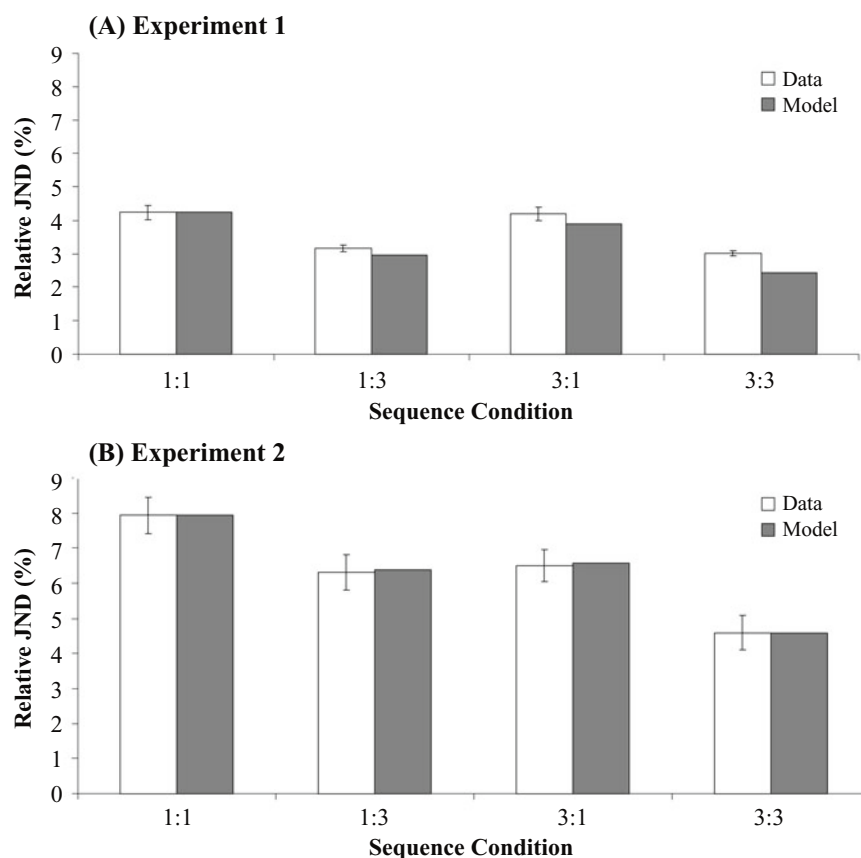 (A) Experiment 1
9
8
7
6
5
4
3
2
1
0
Relative JND (%)
Data
Model
1:1 1:3 3:1 3:3
Sequence Condition
(B) Experiment 2
9
8
7
6
5
4
3
2
1
0
Relative JND (%)
Data
Model
1:1 1:3 3:1 3:3
Sequence Condition